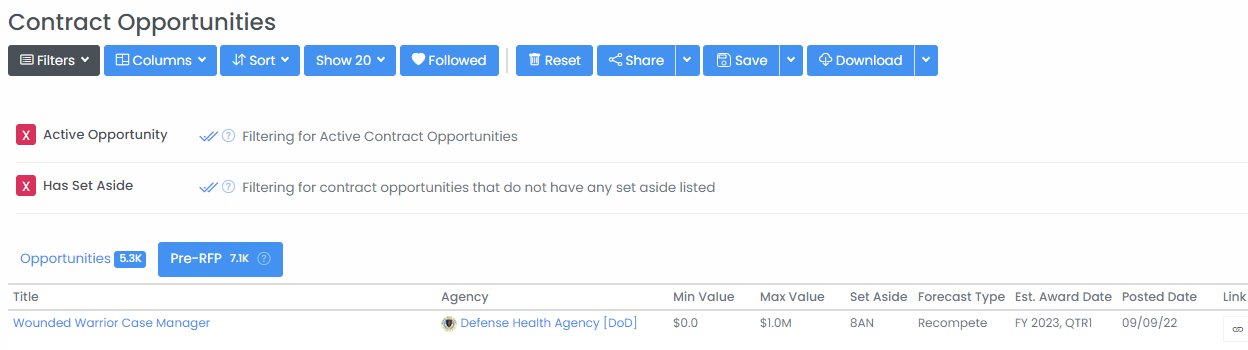 Contract Opportunities
Filters Columns Sort Show 20 Followed Reset Share Save Download
X Active Opportunity ? Filtering for Active Contract Opportunities
X Has Set Aside ? Filtering for contract opportunities that do not have any set aside listed
Opportunities 5.3K Pre-RFP 7.1K ?
Title Agency Min Value Max Value Set Aside Forecast Type Est. Award Date Posted Date Link
Wounded Warrior Case Manager Defense Health Agency [DoD] $0.0 $1.0M 8AN Recompete FY 2023, QTR1 09/09/22